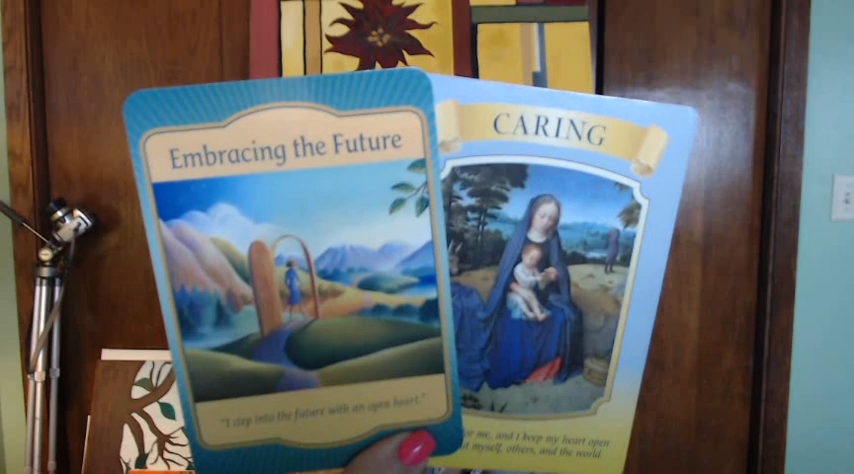 Embracing the Future
"I step into the future with an open heart."
CARING
for me, and I keep my heart open
myself, others, and the world.